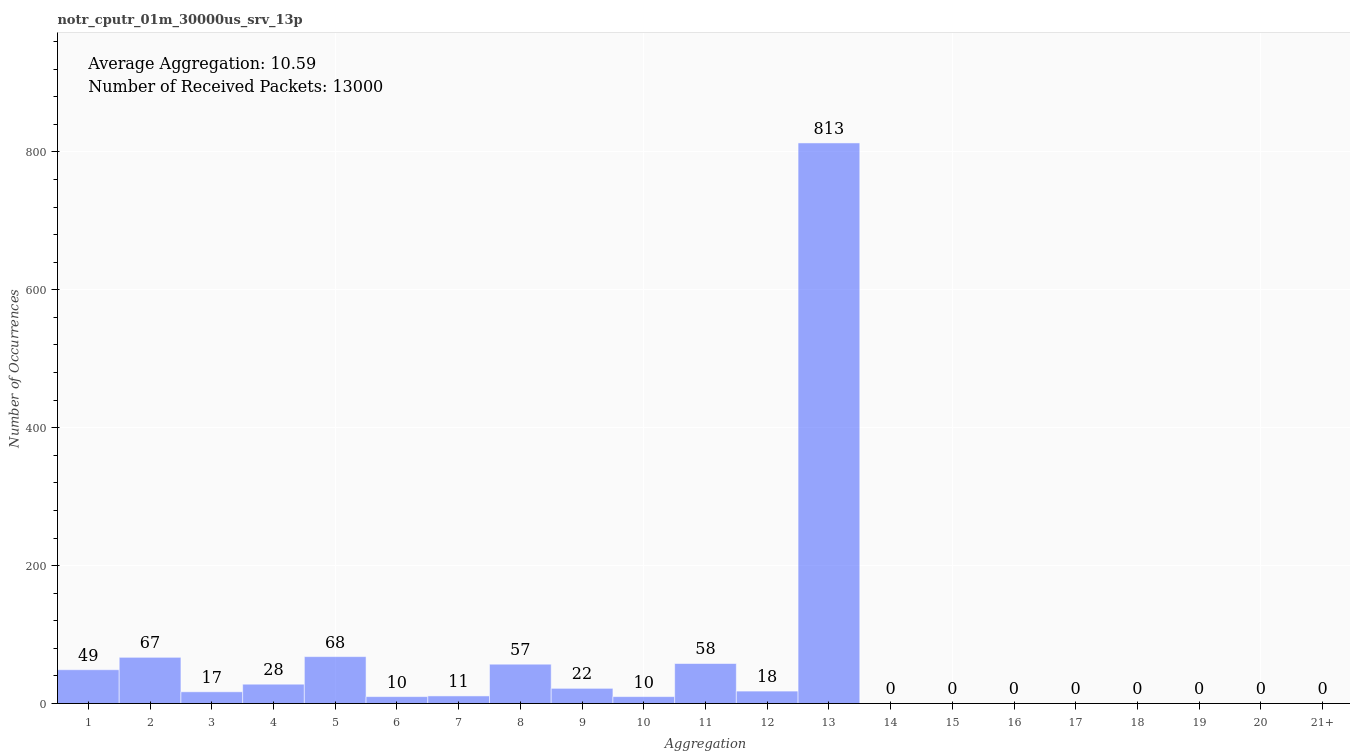 notr_cputr_01m_30000us_srv_13p
Average Aggregation: 10.59
Number of Received Packets: 13000
813
800
600
Number of Occurrences
400
200
49 67 17 28 68 10 11 57 22 10 58 18 0 0 0 0 0 0 0 0
0
1 2 3 4 5 6 7 8 9 10 11 12 13 14 15 16 17 18 19 20 21+
Aggregation